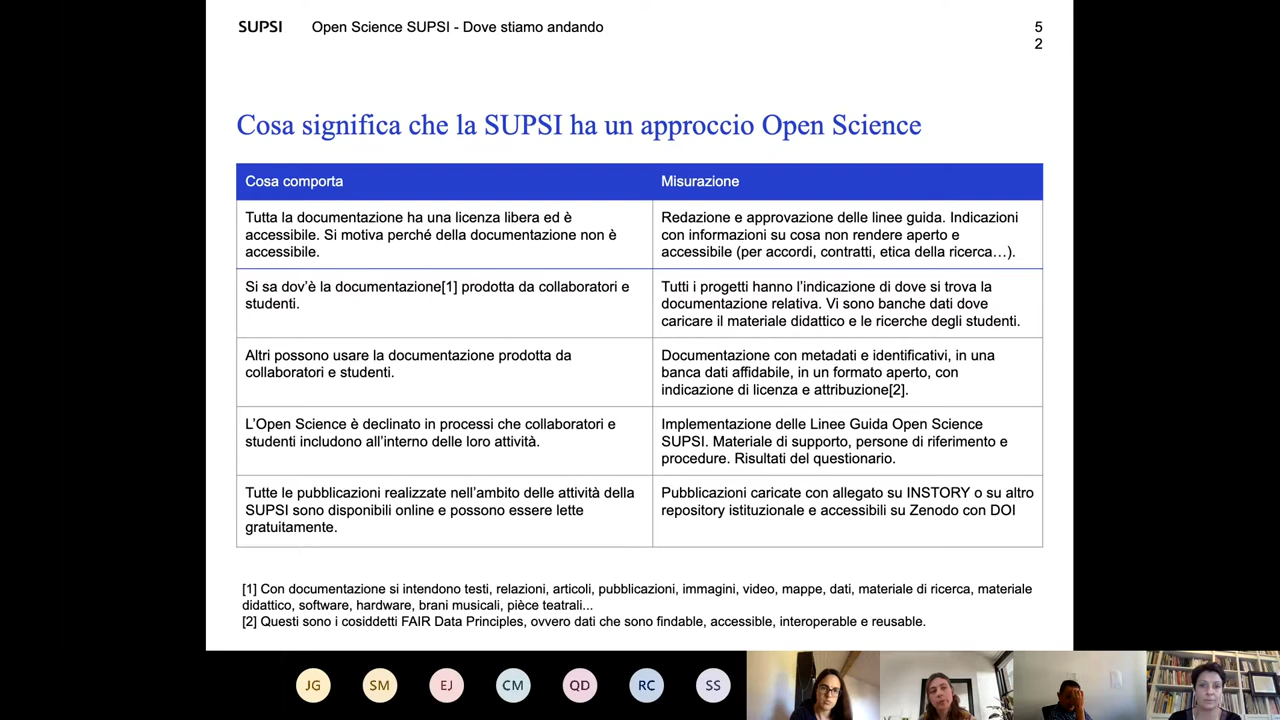 SUPSI Open Science SUPSI - Dove stiamo andando
5
2
Cosa significa che la SUPSI ha un approccio Open Science
Cosa comporta
Misurazione
Tutta la documentazione ha una licenza libera ed è
accessibile. Si motiva perché della documentazione non è
accessibile.
Redazione e approvazione delle linee guida. Indicazioni
con informazioni su cosa non rendere aperto e
accessibile (per accordi, contratti, etica della ricerca…).
Si sa dov’è la documentazione[1] prodotta da collaboratori e
studenti.
Tutti i progetti hanno l’indicazione di dove si trova la
documentazione relativa. Vi sono banche dati dove
caricare il materiale didattico e le ricerche degli studenti.
Altri possono usare la documentazione prodotta da
collaboratori e studenti.
Documentazione con metadati e identificativi, in una
banca dati affidabile, in un formato aperto, con
indicazione di licenza e attribuzione[2].
L’Open Science è declinato in processi che collaboratori e
studenti includono all’interno delle loro attività.
Implementazione delle Linee Guida Open Science
SUPSI. Materiale di supporto, persone di riferimento e
procedure. Risultati del questionario.
Tutte le pubblicazioni realizzate nell’ambito delle attività della
SUPSI sono disponibili online e possono essere lette
gratuitamente.
Pubblicazioni caricate con allegato su INSTORY o su altro
repository istituzionale e accessibili su Zenodo con DOI
[1] Con documentazione si intendono testi, relazioni, articoli, pubblicazioni, immagini, video, mappe, dati, materiale di ricerca, materiale
didattico, software, hardware, brani musicali, pièce teatrali...
[2] Questi sono i cosiddetti FAIR Data Principles, ovvero dati che sono findable, accessible, interoperable e reusable.
JG SM EJ CM QD RC SS